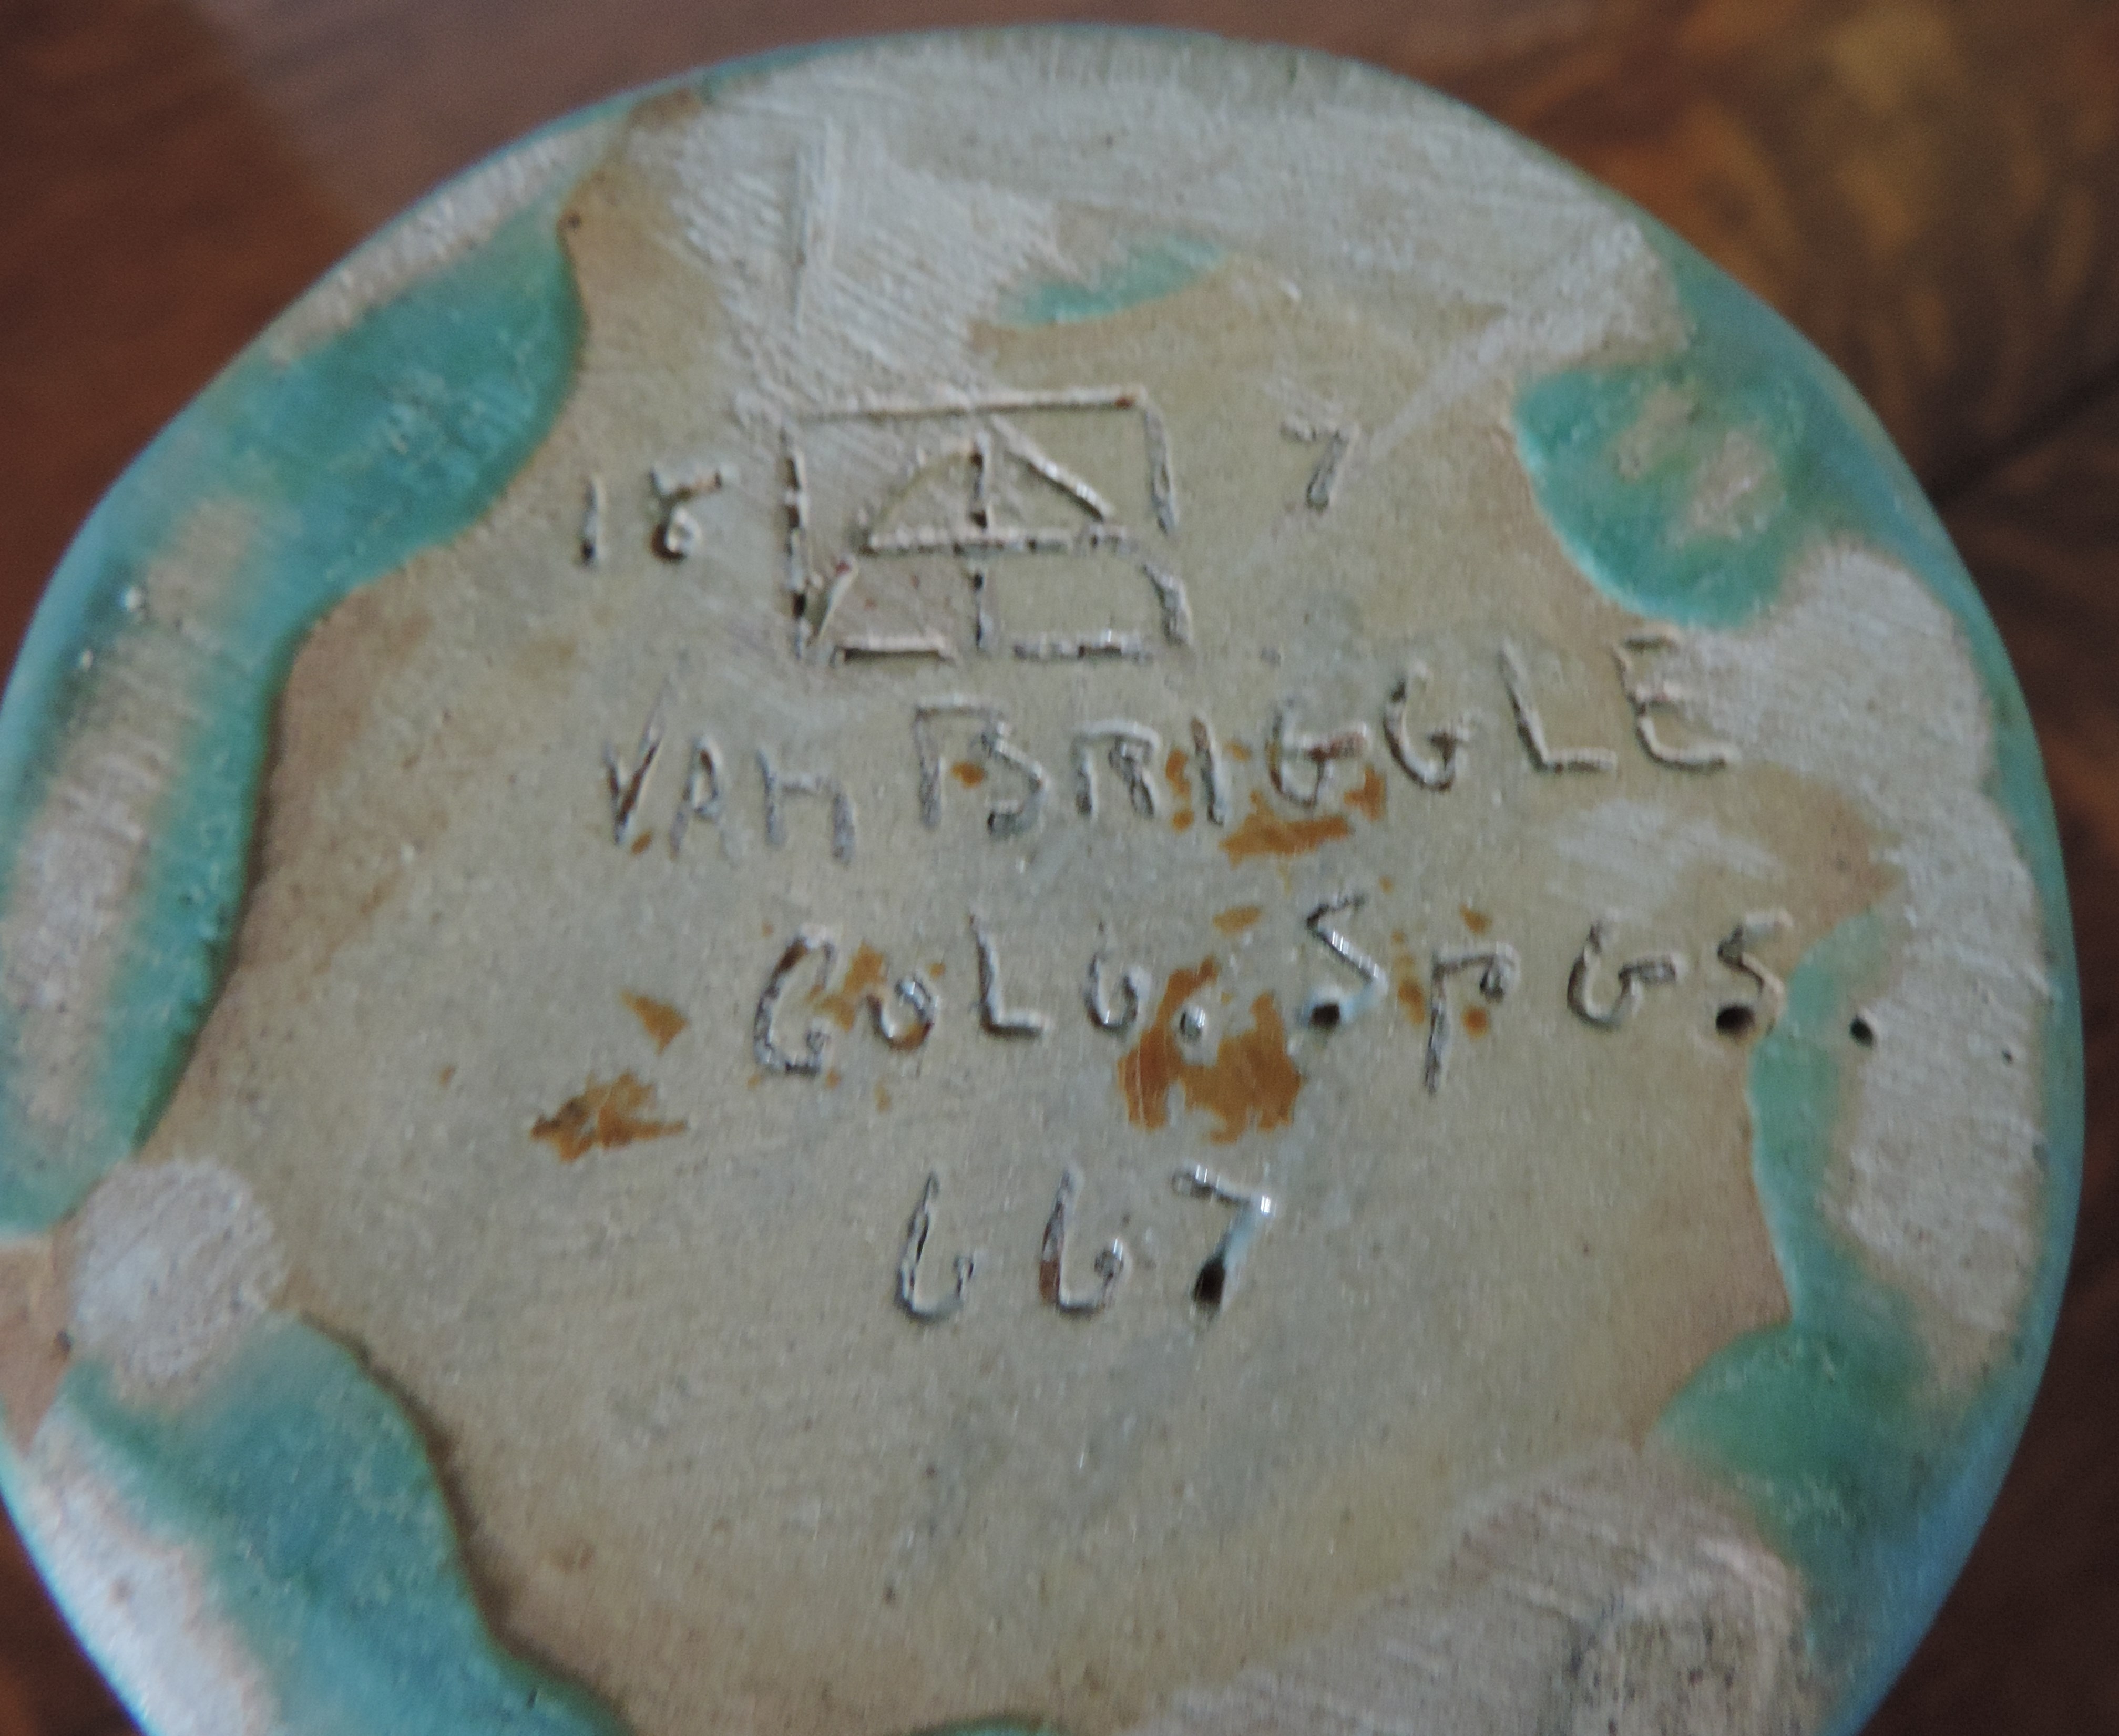 18 7
VAN BRIGGLE
COLO. SPGS.
667